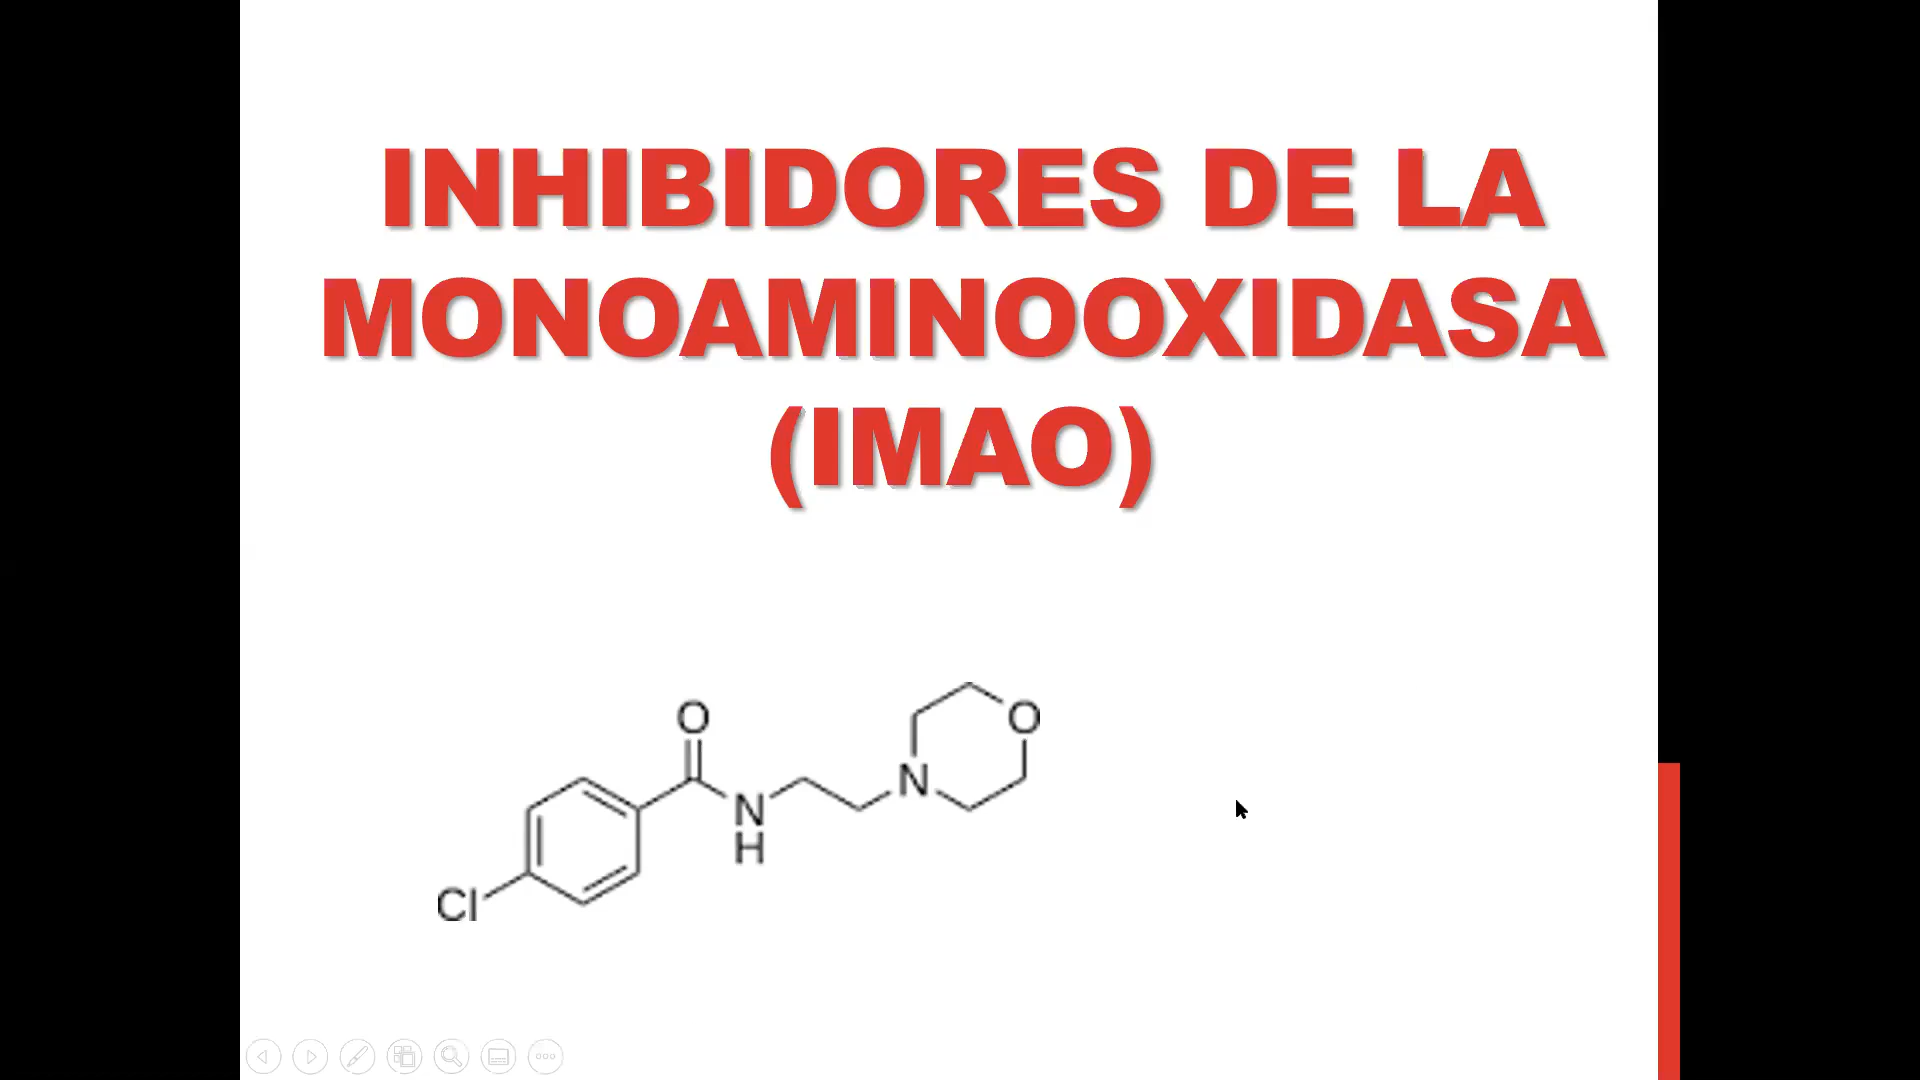 INHIBIDORES DE LA
MONOAMINOOXIDASA
(IMAO)
O
O
N
N
H
Cl